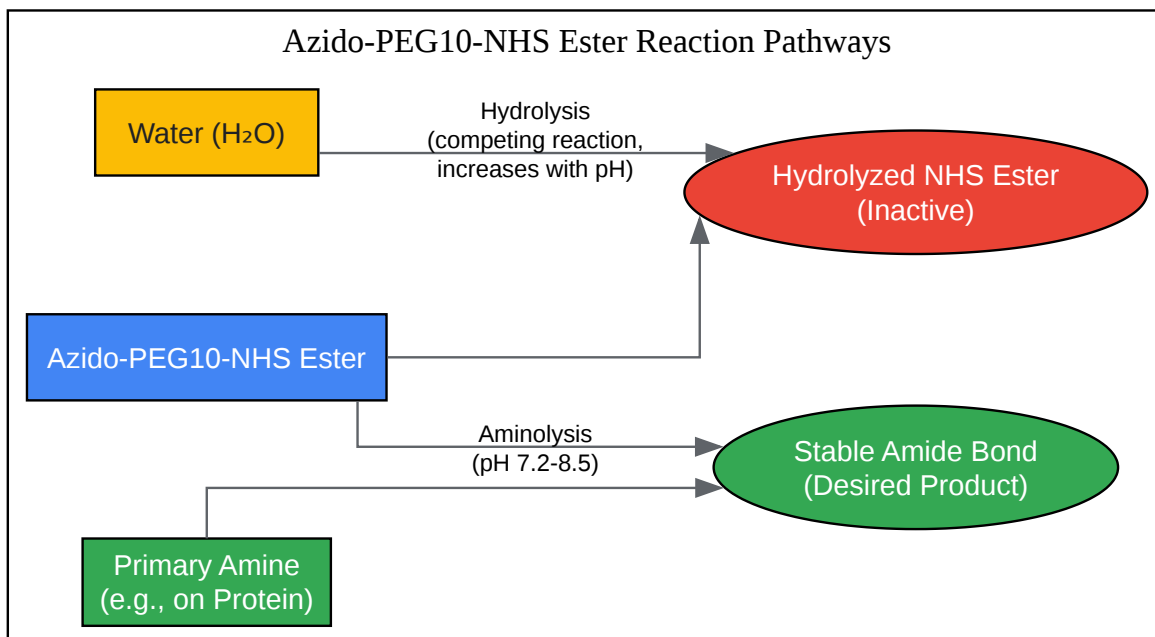 Azido-PEG10-NHS Ester Reaction Pathways
Water (H₂O)
Hydrolysis
(competing reaction,
increases with pH)
Hydrolyzed NHS Ester
(Inactive)
Azido-PEG10-NHS Ester
Aminolysis
(pH 7.2-8.5)
Stable Amide Bond
(Desired Product)
Primary Amine
(e.g., on Protein)